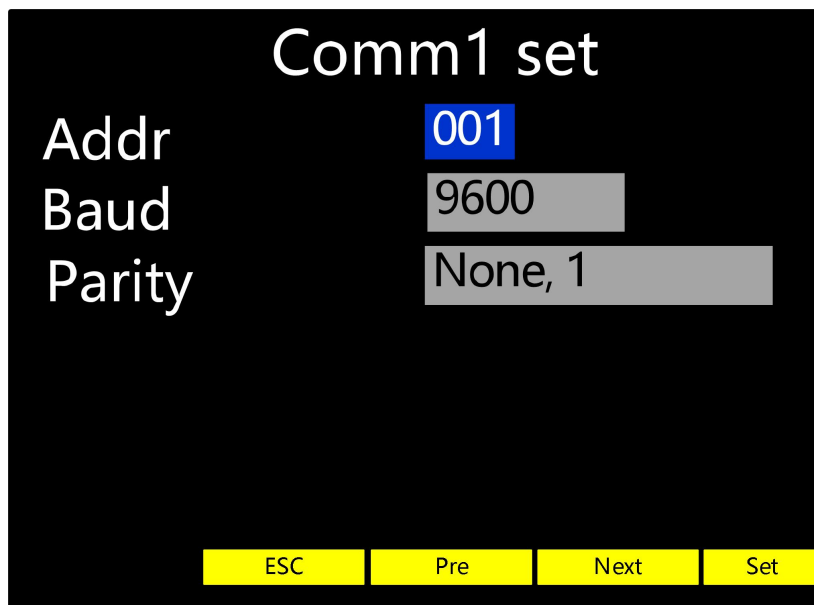 Comm1 set
Addr 001
Baud 9600
Parity None, 1
ESC Pre Next Set